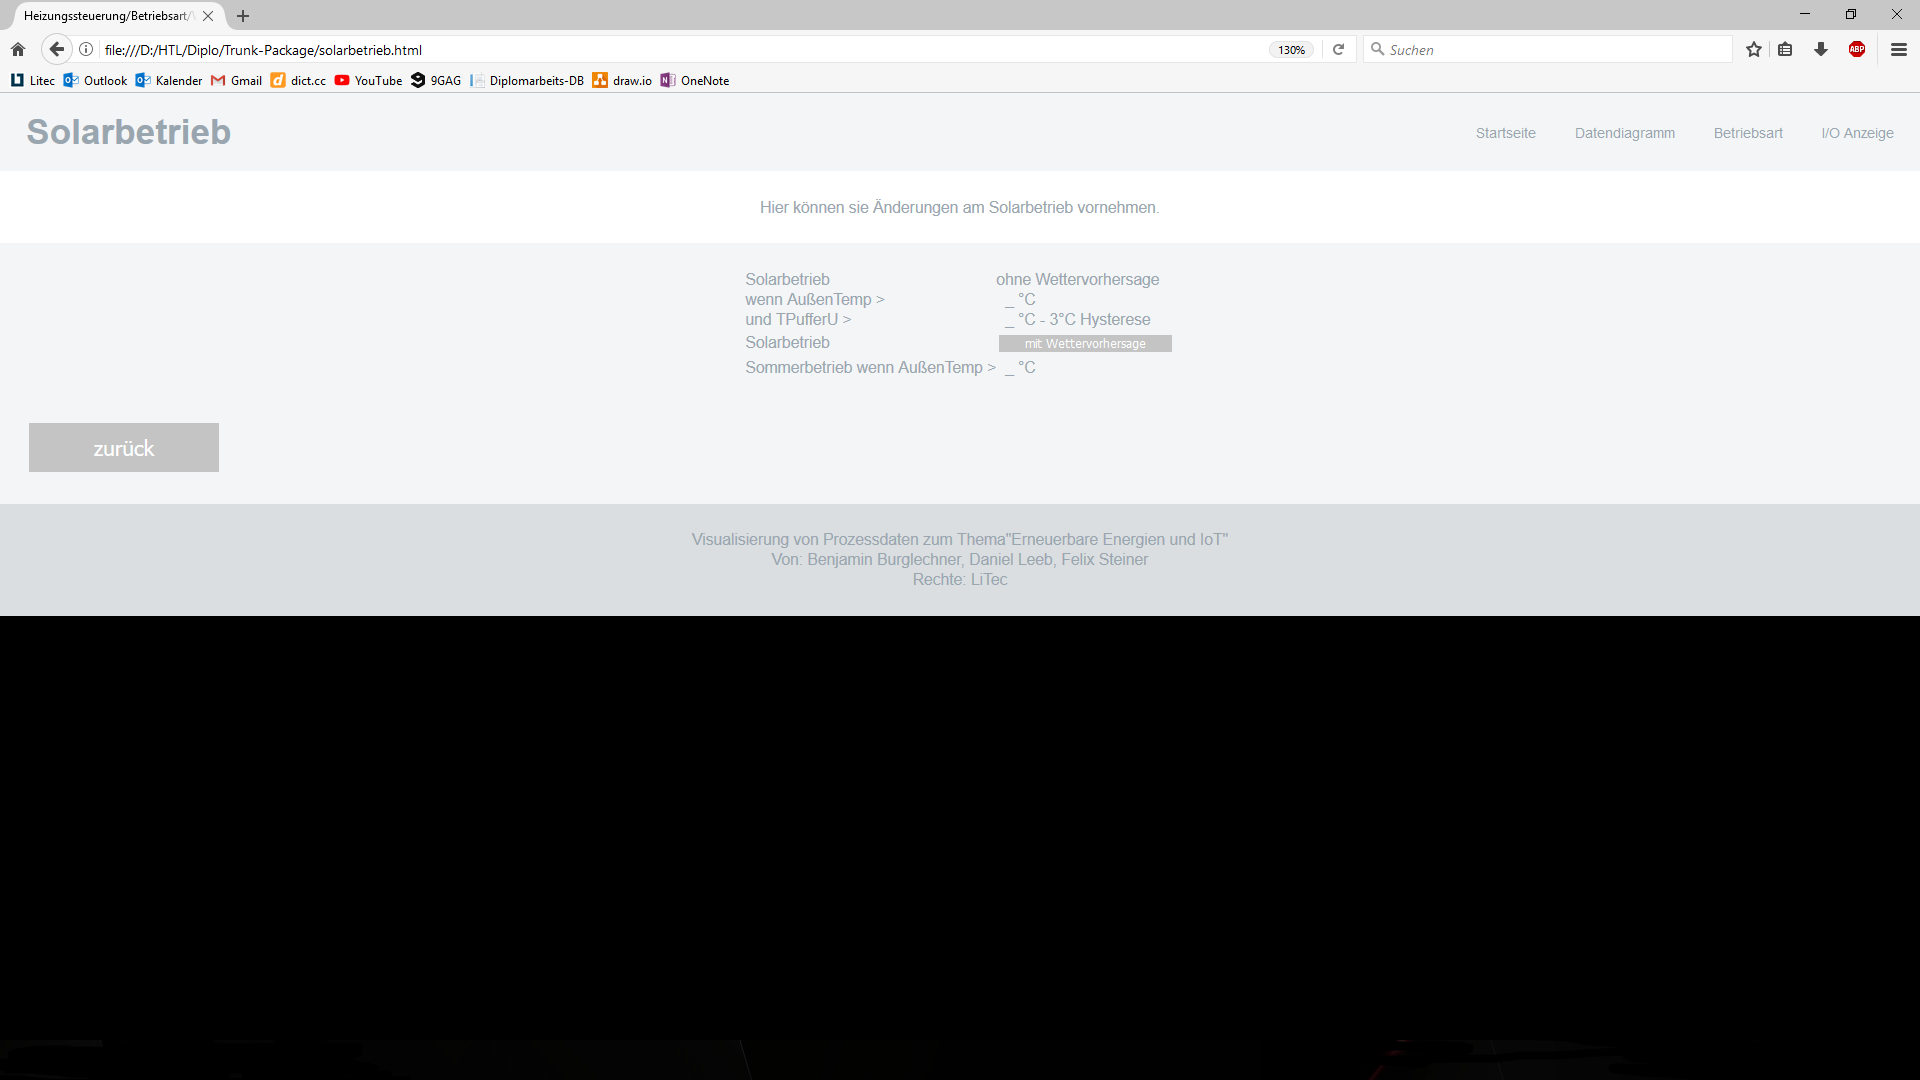 Heizungssteuerung/Betriebsart/
file:///D:/HTL/Diplo/Trunk-Package/solarbetrieb.html
130%
Suchen
ABP
Litec
Outlook
Kalender
Gmail
dict.cc
YouTube
9GAG
Diplomarbeits-DB
draw.io
OneNote
Solarbetrieb
Startseite
Datendiagramm
Betriebsart
I/O Anzeige
Hier können sie Änderungen am Solarbetrieb vornehmen.
Solarbetrieb ohne Wettervorhersage
wenn AußenTemp > _ °C
und TPufferU > _ °C - 3°C Hysterese
Solarbetrieb mit Wettervorhersage
Sommerbetrieb wenn AußenTemp > _ °C
zurück
Visualisierung von Prozessdaten zum Thema"Erneuerbare Energien und IoT"
Von: Benjamin Burglechner, Daniel Leeb, Felix Steiner
Rechte: LiTec